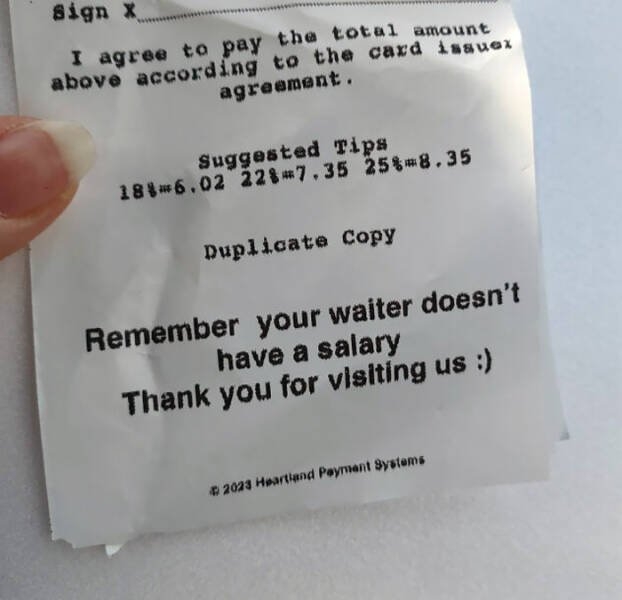 Sign X
I agree to pay the total amount
above according to the card issuer
agreement.
Suggested Tips
18%=6.02 22%=7.35 25%=8.35
Duplicate Copy
Remember your waiter doesn't
have a salary
Thank you for visiting us :)
© 2023 Heartland Payment Systems